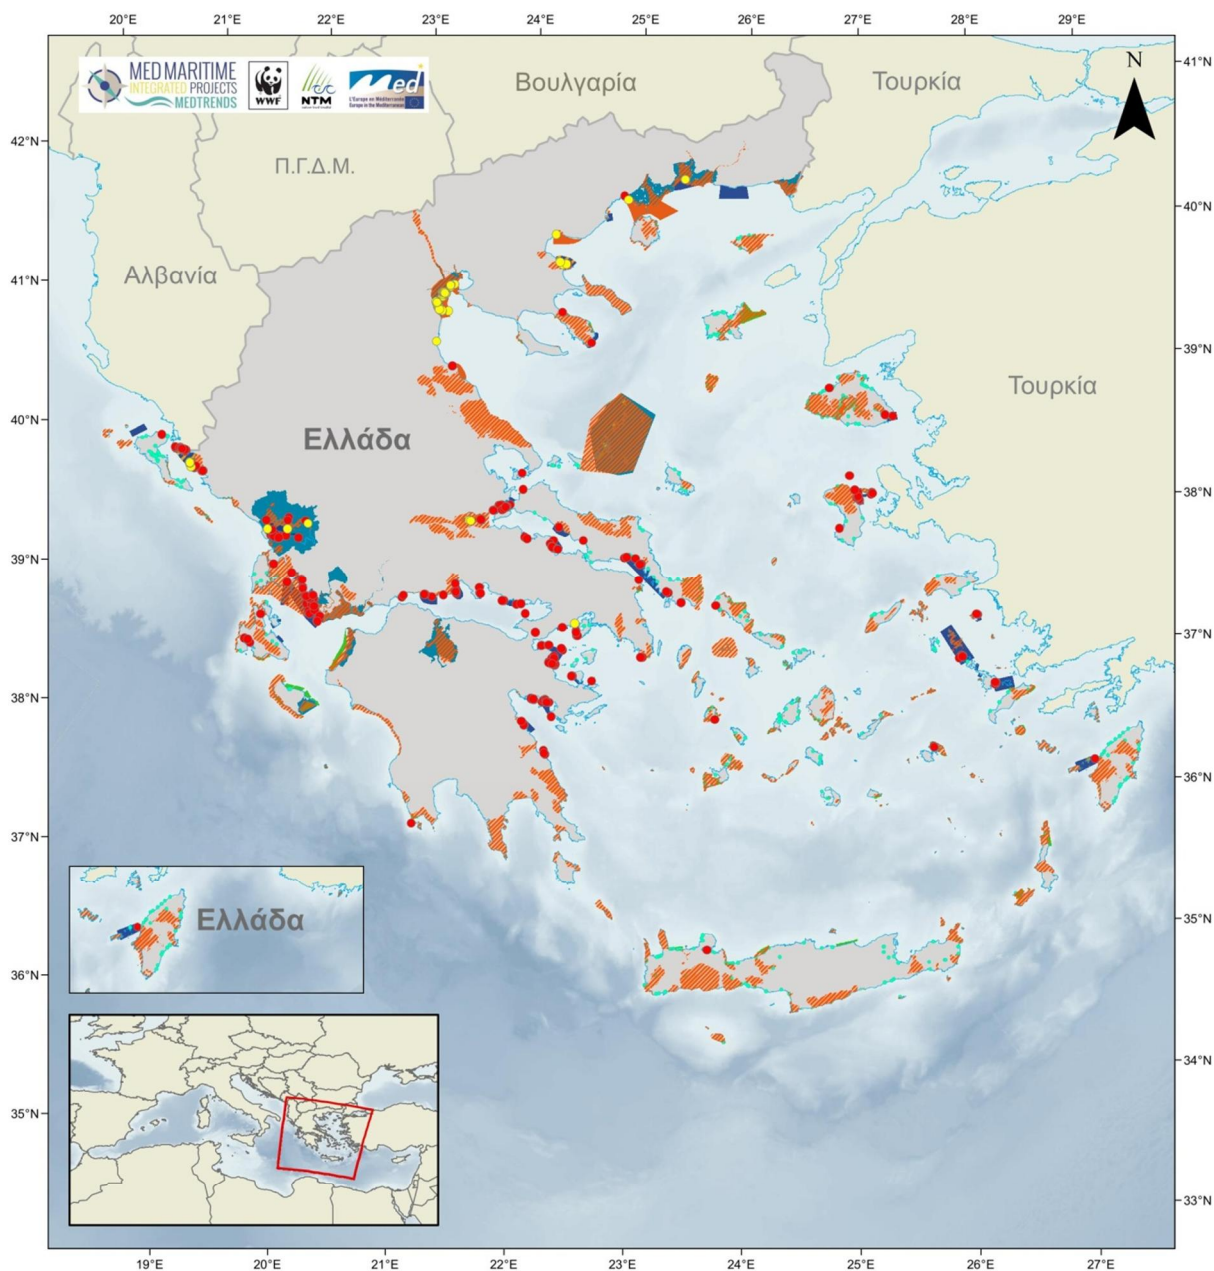 20°E 21°E 22°E 23°E 24°E 25°E 26°E 27°E 28°E 29°E
MED MARITIME
INTEGRATED PROJECTS
MEDTRENDS
WWF
NTM
Med
L'Europe en Méditerranée
Europe in the Mediterranean
N
Βουλγαρία
Τουρκία
Π.Γ.Δ.Μ.
Αλβανία
Τουρκία
Ελλάδα
Ελλάδα
42°N
41°N
40°N
39°N
38°N
37°N
36°N
35°N
41°N
40°N
39°N
38°N
37°N
36°N
35°N
34°N
33°N
19°E 20°E 21°E 22°E 23°E 24°E 25°E 26°E 27°E